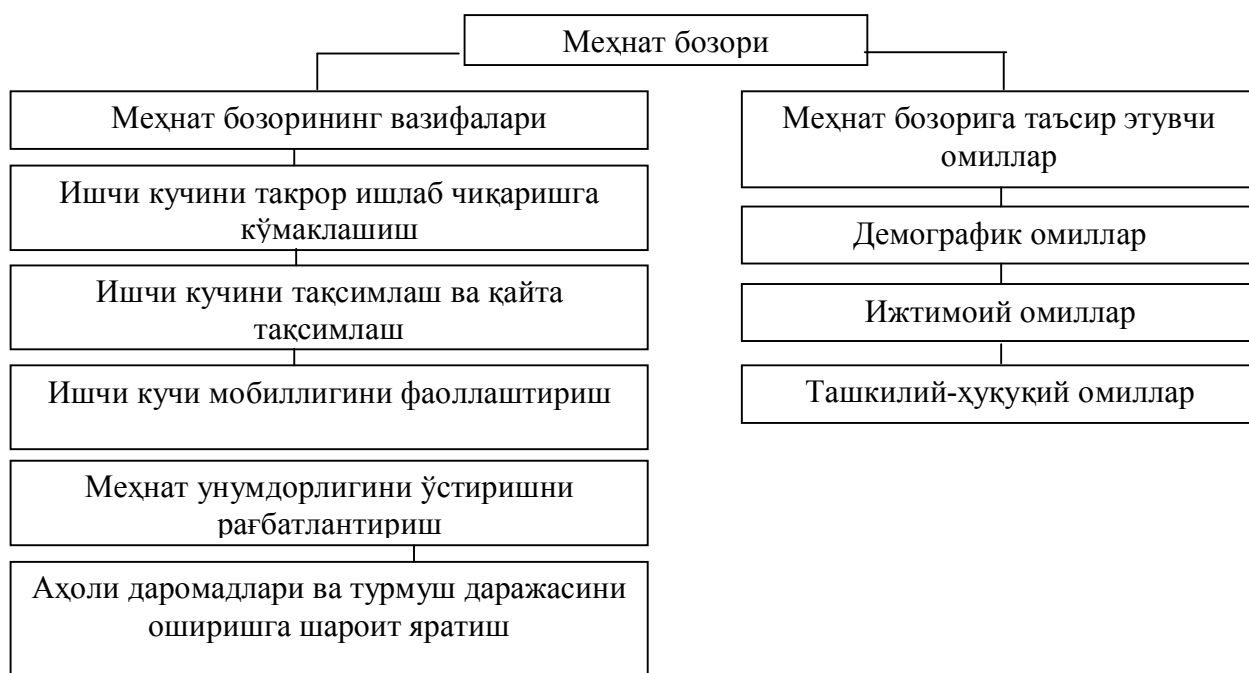 Меҳнат бозори
Меҳнат бозорининг вазифалари
Ишчи кучини такрор ишлаб чиқаришга
кўмаклашиш
Ишчи кучини тақсимлаш ва қайта
тақсимлаш
Ишчи кучи мобиллигини фаоллаштириш
Меҳнат унумдорлигини ўстиришни
рағбатлантириш
Аҳоли даромадлари ва турмуш даражасини
оширишга шароит яратиш
Меҳнат бозорига таъсир этувчи
омиллар
Демографик омиллар
Ижтимоий омиллар
Ташкилий-ҳуқуқий омиллар